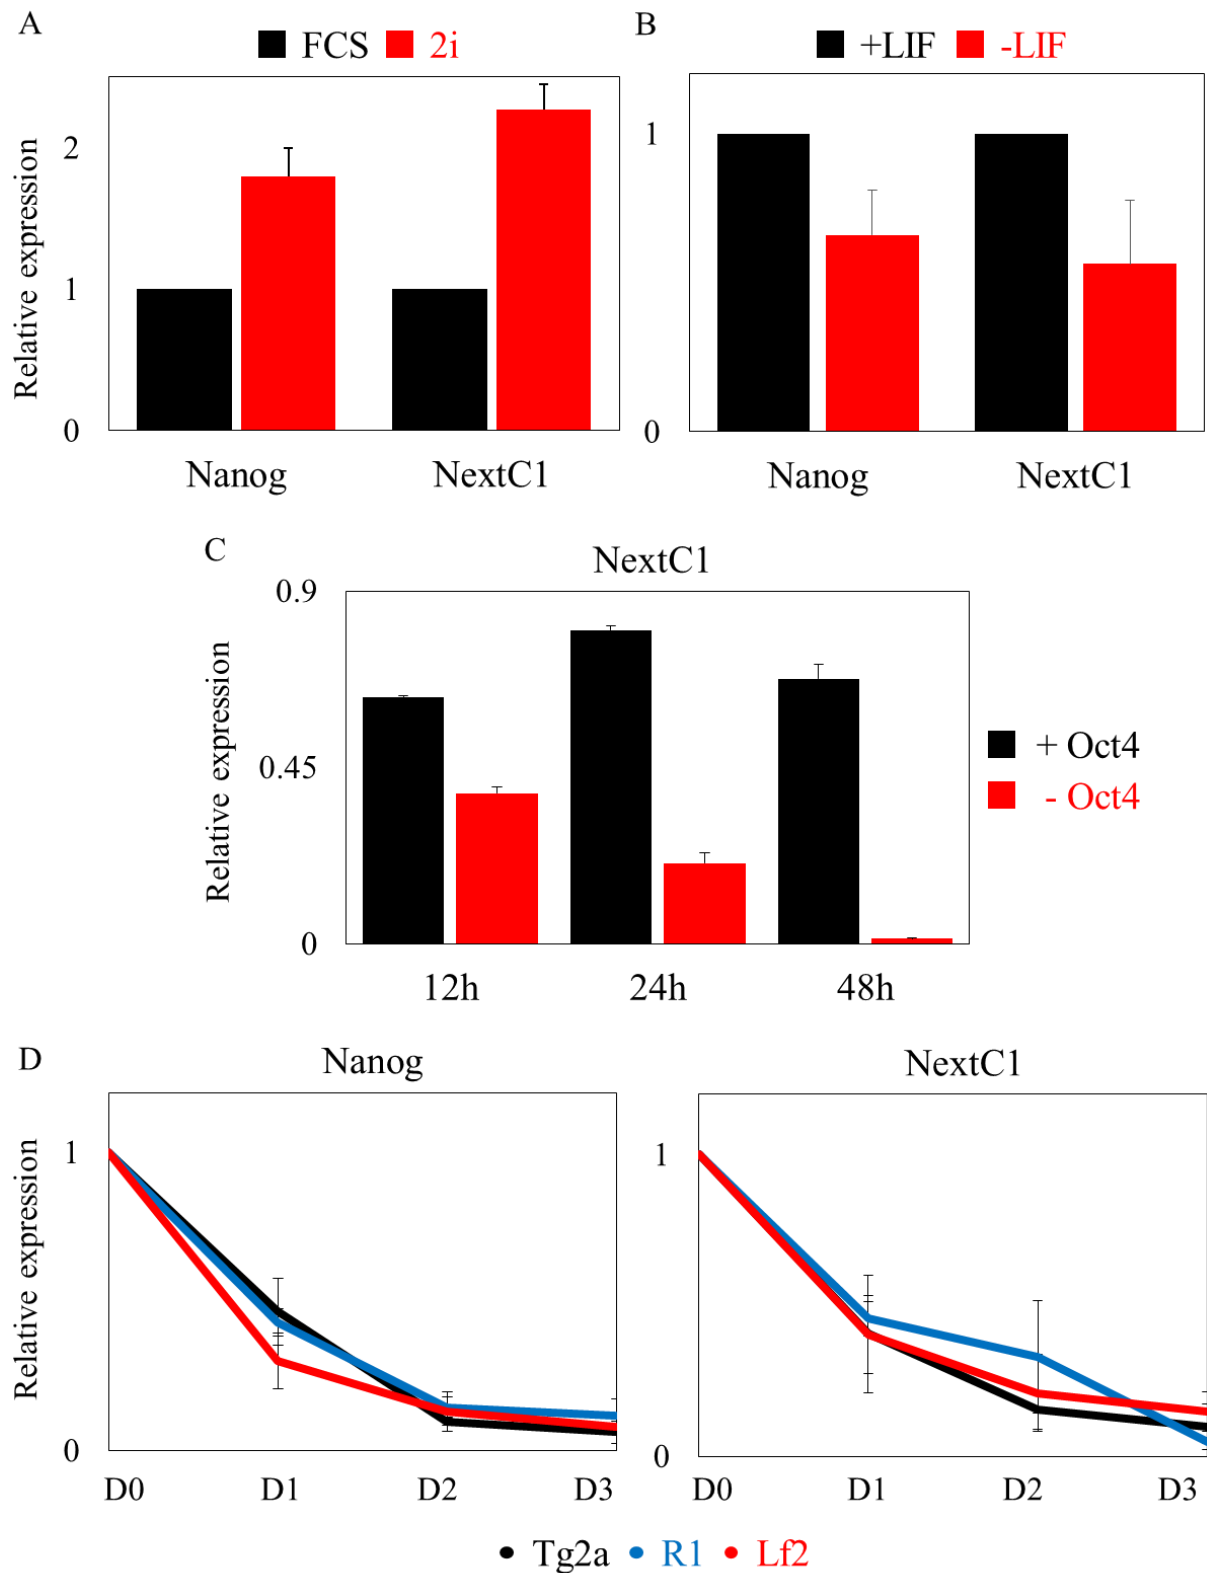 A
FCS 2i
Relative expression
2
1
0
Nanog NextC1
B
+LIF -LIF
1
0
Nanog NextC1
C
NextC1
Relative expression
0.9
0.45
0
12h 24h 48h
+ Oct4
- Oct4
D
Nanog
Relative expression
1
0
D0 D1 D2 D3
NextC1
1
0
D0 D1 D2 D3
Tg2a R1 Lf2